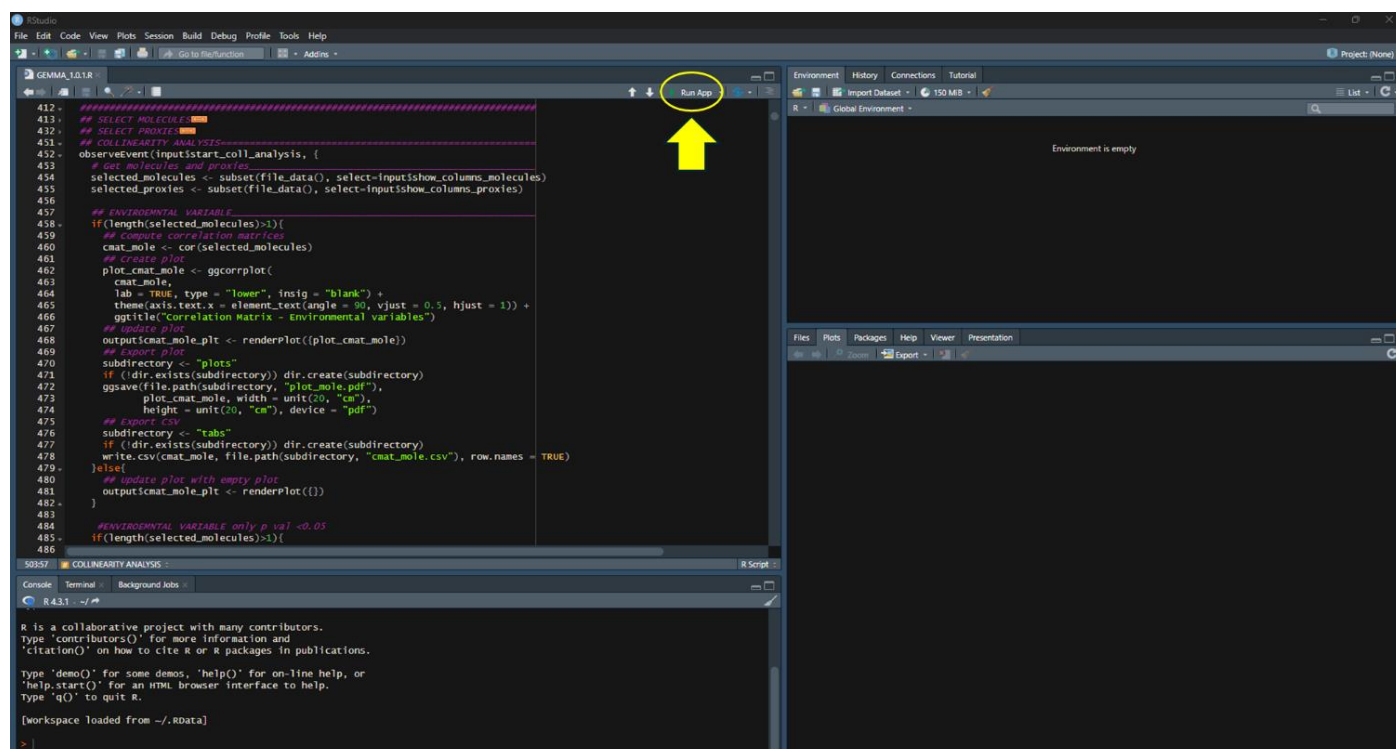 RStudio
File Edit Code View Plots Session Build Debug Profile Tools Help
Go to file/function Addins
Project: (None)
GEMMA_1.0.1.R
Run App
412 ################################################################################
413 ## SELECT MOLECULES
432 ## SELECT PROXIES
451 ## COLLINEARITY ANALYSIS=======================================================
452 observeEvent(input$start_coll_analysis, {
453 # Get molecules and proxies__________________________________________________
454 selected_molecules <- subset(file_data(), select=input$show_columns_molecules)
455 selected_proxies <- subset(file_data(), select=input$show_columns_proxies)
456
457 ## ENVIROEMNTAL VARIABLE_____________________________________________________
458 if(length(selected_molecules)>1){
459 ## Compute correlation matrices
460 cmat_mole <- cor(selected_molecules)
461 ## Create plot
462 plot_cmat_mole <- ggcorrplot(
463 cmat_mole,
464 lab = TRUE, type = "lower", insig = "blank") +
465 theme(axis.text.x = element_text(angle = 90, vjust = 0.5, hjust = 1)) +
466 ggtitle("Correlation Matrix - Environmental variables")
467 ## Update plot
468 output$cmat_mole_plt <- renderPlot({plot_cmat_mole})
469 ## Export plot
470 subdirectory <- "plots"
471 if (!dir.exists(subdirectory)) dir.create(subdirectory)
472 ggsave(file.path(subdirectory, "plot_mole.pdf"),
473 plot_cmat_mole, width = unit(20, "cm"),
474 height = unit(20, "cm"), device = "pdf")
475 ## Export CSV
476 subdirectory <- "tabs"
477 if (!dir.exists(subdirectory)) dir.create(subdirectory)
478 write.csv(cmat_mole, file.path(subdirectory, "cmat_mole.csv"), row.names = TRUE)
479 }else{
480 ## Update plot with empty plot
481 output$cmat_mole_plt <- renderPlot({})
482 }
483
484 #ENVIROEMNTAL VARIABLE only p val <0.05
485 if(length(selected_molecules)>1){
486
503:57 COLLINEARITY ANALYSIS R Script
Console Terminal Background Jobs
R 4.3.1 · ~/
R is a collaborative project with many contributors.
Type 'contributors()' for more information and
'citation()' on how to cite R or R packages in publications.
Type 'demo()' for some demos, 'help()' for on-line help, or
'help.start()' for an HTML browser interface to help.
Type 'q()' to quit R.
[Workspace loaded from ~/.RData]
>
Environment History Connections Tutorial
Import Dataset 150 MiB List
R Global Environment
Environment is empty
Files Plots Packages Help Viewer Presentation
Zoom Export